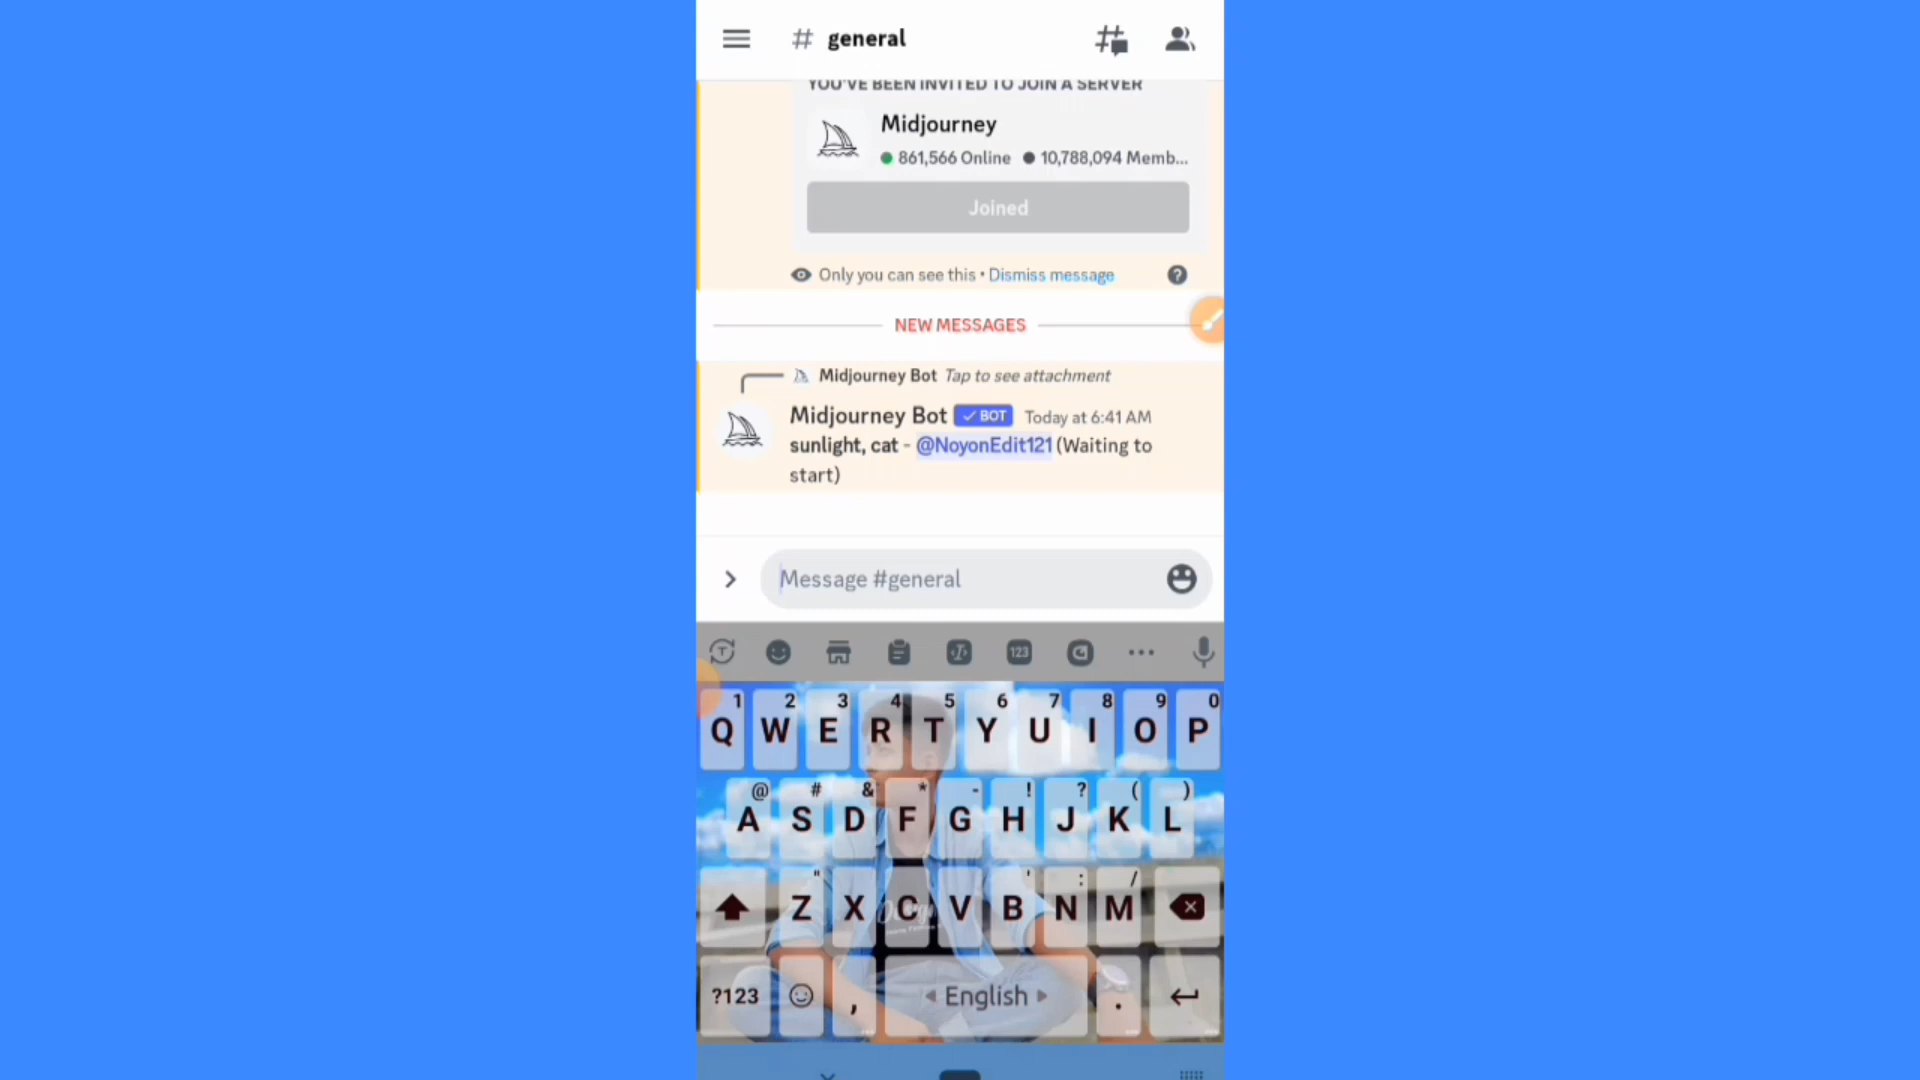 # general
YOU'VE BEEN INVITED TO JOIN A SERVER
Midjourney
861,566 Online 10,788,094 Memb...
Joined
Only you can see this • Dismiss message ?
NEW MESSAGES
Midjourney Bot Tap to see attachment
Midjourney Bot ✓ BOT Today at 6:41 AM
sunlight, cat - @NoyonEdit121 (Waiting to
start)
Message #general
T 123
1 2 3 4 5 6 7 8 9 0
Q W E R T Y U I O P
@ # & * - ! ? ( )
A S D F G H J K L
" ' : /
Z X C V B N M
?123 , English .